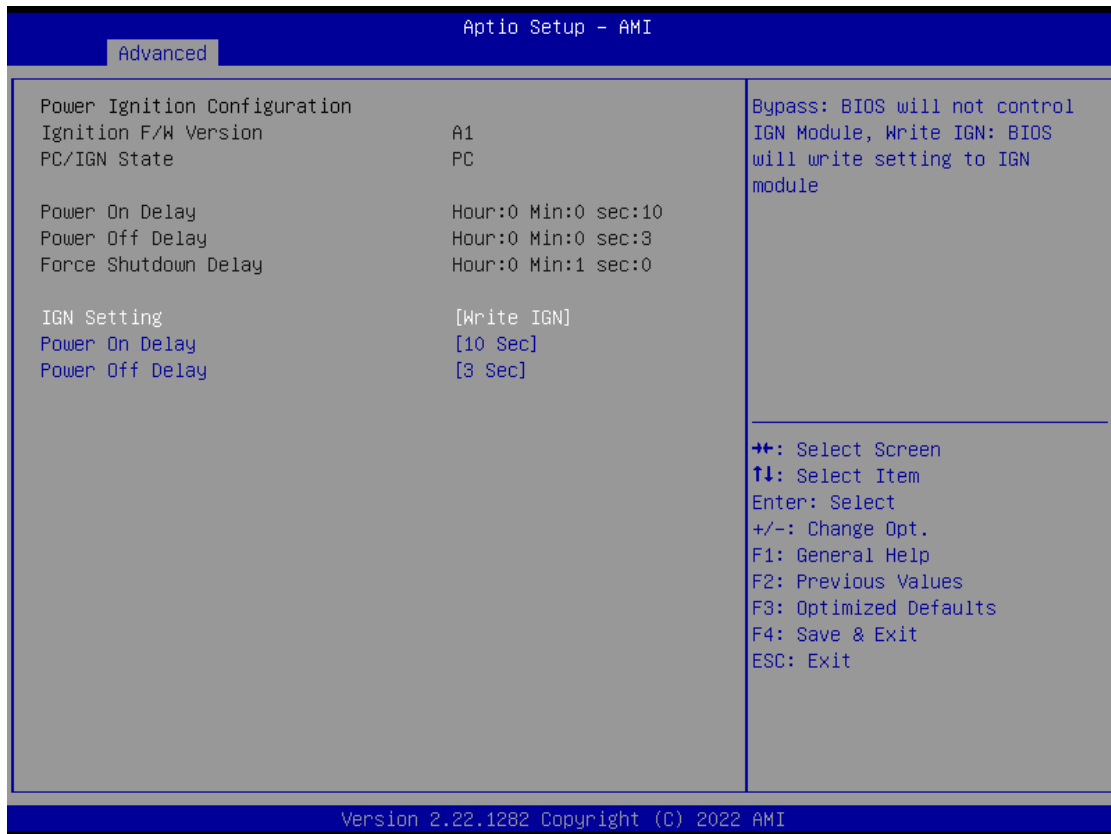 Aptio Setup – AMI
Advanced
Power Ignition Configuration
Ignition F/W Version A1
PC/IGN State PC
Power On Delay Hour:0 Min:0 sec:10
Power Off Delay Hour:0 Min:0 sec:3
Force Shutdown Delay Hour:0 Min:1 sec:0
IGN Setting [Write IGN]
Power On Delay [10 Sec]
Power Off Delay [3 Sec]
Bypass: BIOS will not control
IGN Module, Write IGN: BIOS
will write setting to IGN
module
→←: Select Screen
↑↓: Select Item
Enter: Select
+/-: Change Opt.
F1: General Help
F2: Previous Values
F3: Optimized Defaults
F4: Save & Exit
ESC: Exit
Version 2.22.1282 Copyright (C) 2022 AMI